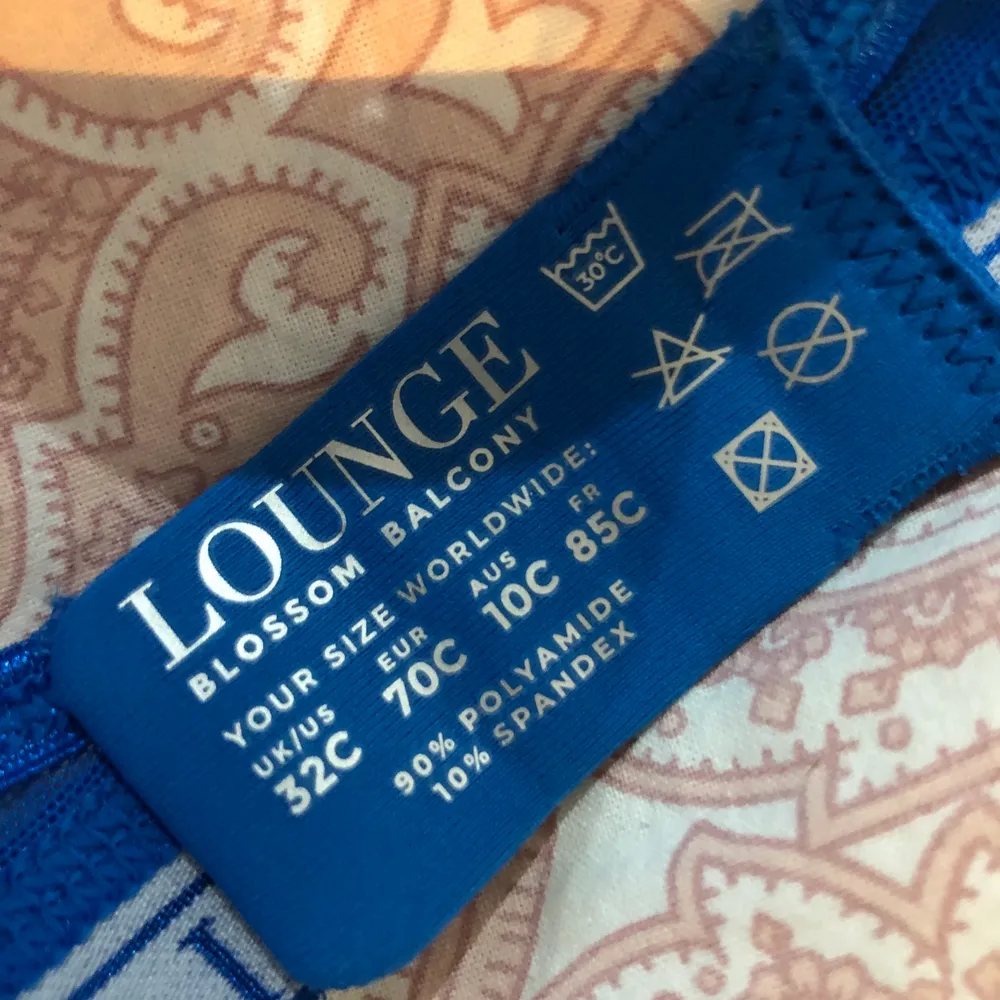 LOUNGE
BLOSSOM BALCONY
YOUR SIZE WORLDWIDE:
UK/US EUR AUS FR
32C 70C 10C 85C
90% POLYAMIDE
10% SPANDEX
30°C